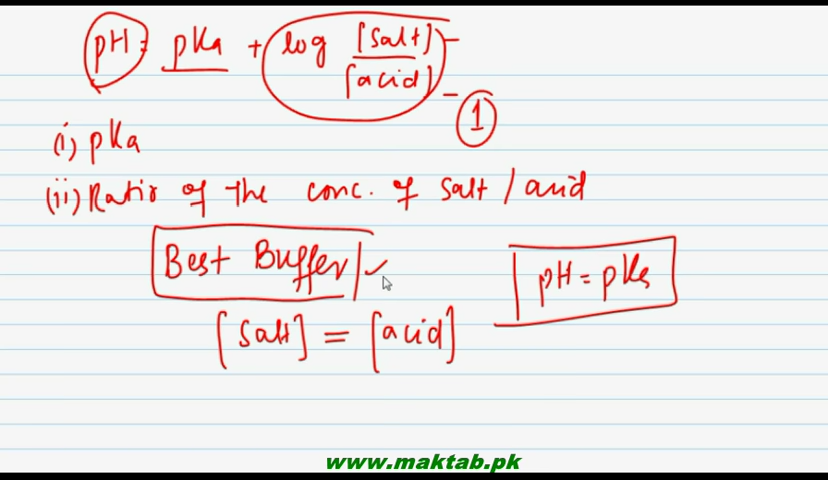 pH = pKa + log [salt]
[acid]
— ①
(i) pKa
(ii) Ratio of the conc. of salt / acid
Best Buffer ✓
pH = pKa
[salt] = [acid]
www.maktab.pk